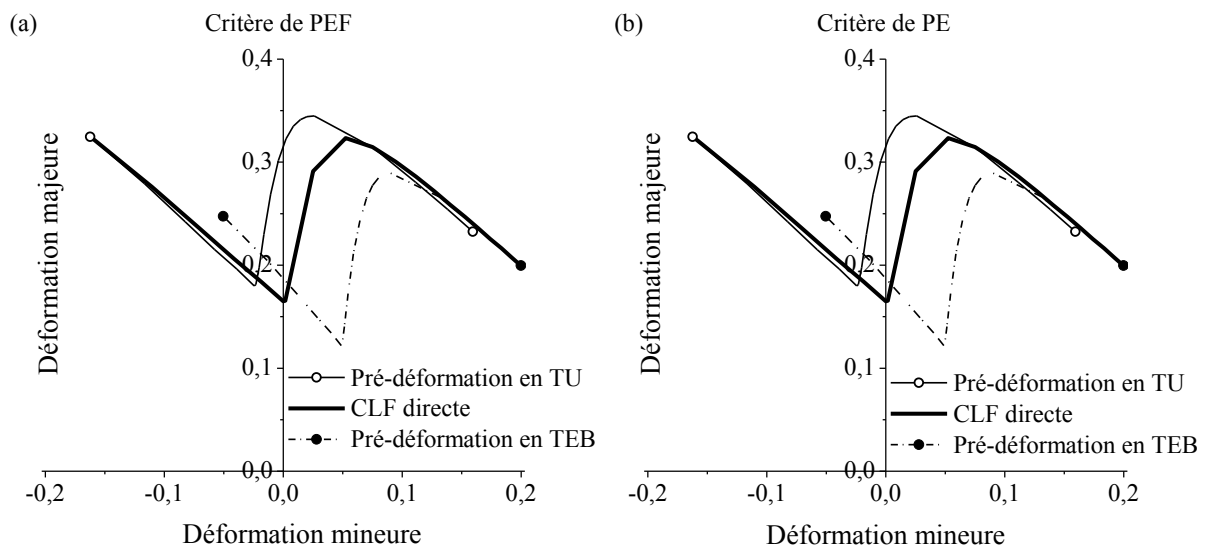 (a)
Critère de PEF
0,4
0,3
0,2
0,1
0,0
Déformation majeure
Pré-déformation en TU
CLF directe
Pré-déformation en TEB
-0,2 -0,1 0,0 0,1 0,2
Déformation mineure
(b)
Critère de PE
0,4
0,3
0,2
0,1
0,0
Déformation majeure
Pré-déformation en TU
CLF directe
Pré-déformation en TEB
-0,2 -0,1 0,0 0,1 0,2
Déformation mineure